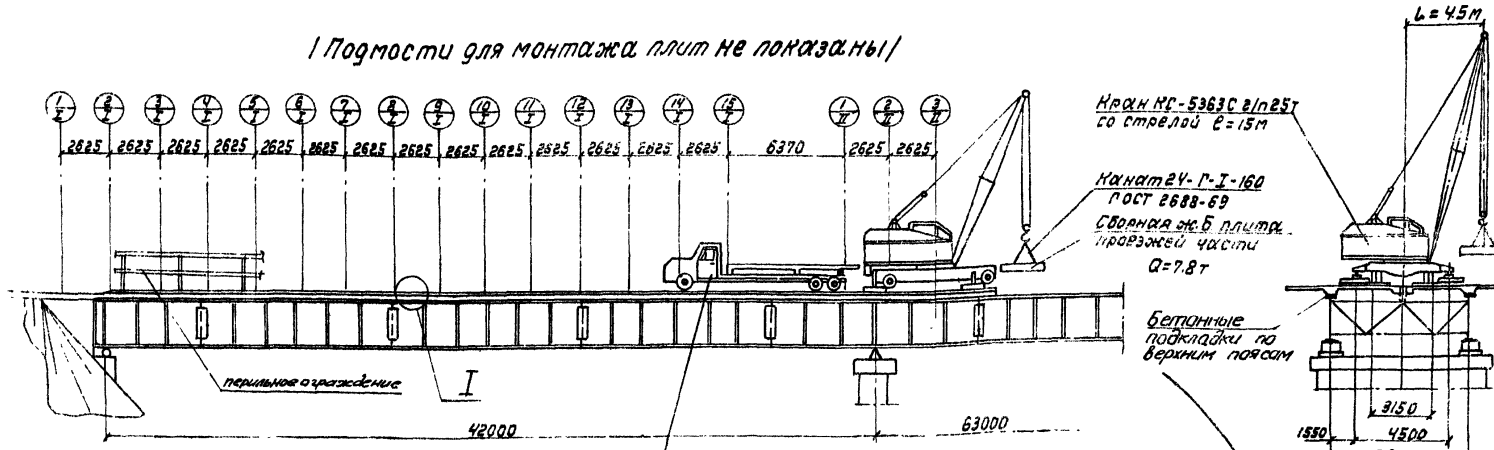 /Подмости для монтажа плит не показаны/
L = 4.5м
1/I 2/I 3/I 4/I 5/I 6/I 7/I 8/I 9/I 10/I 11/I 12/I 13/I 14/I 15/I 1/II 2/II 3/II
2625 2625 2625 2625 2625 2625 2625 2625 2625 2625 2625 2625 2625 2625 6370 2625 2625
Кран КС-5363С г/п25т
со стрелой ℓ=15м
Канат 24-Г-I-160
ГОСТ 2688-69
Сборная ж.б плита
проезжей части
Q=7.8т
Бетонные
подкладки по
верхним поясам
перильное ограждение
I
42000
63000
3150
1550
4500